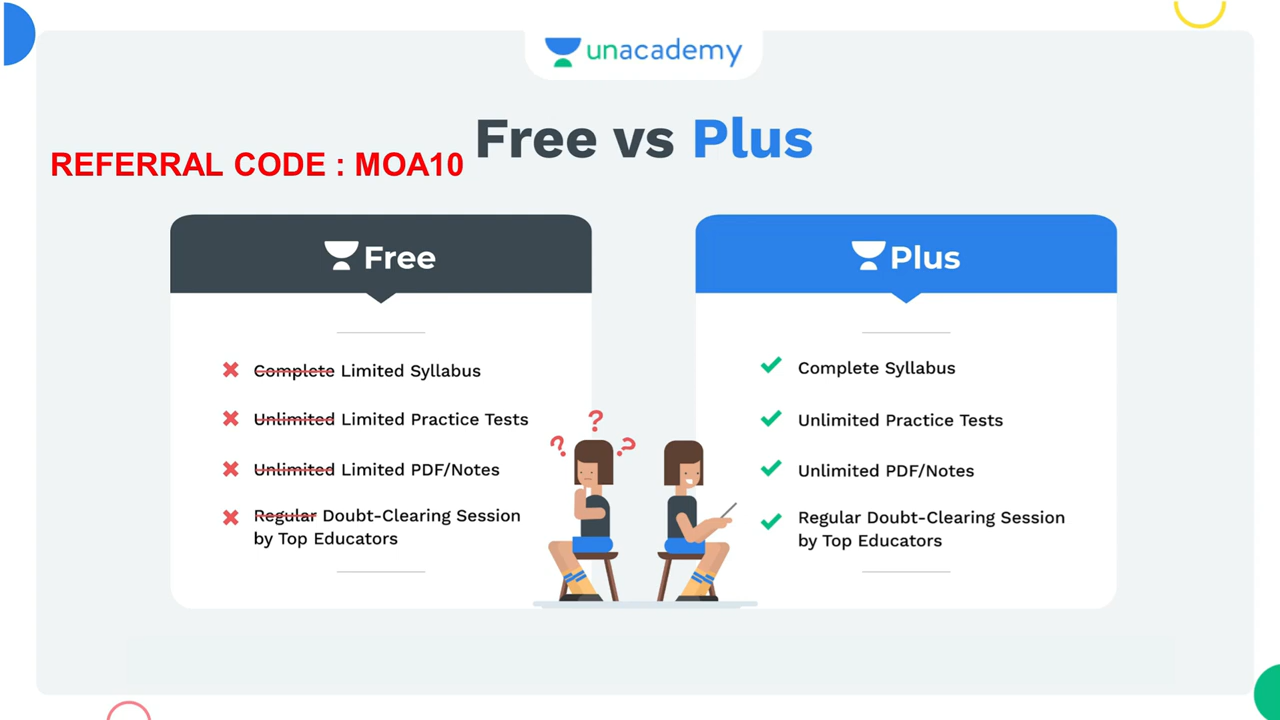 unacademy
Free vs Plus
REFERRAL CODE : MOA10
Free
Complete Limited Syllabus
Unlimited Limited Practice Tests
Unlimited Limited PDF/Notes
Regular Doubt-Clearing Session
by Top Educators
? ? ?
Plus
Complete Syllabus
Unlimited Practice Tests
Unlimited PDF/Notes
Regular Doubt-Clearing Session
by Top Educators